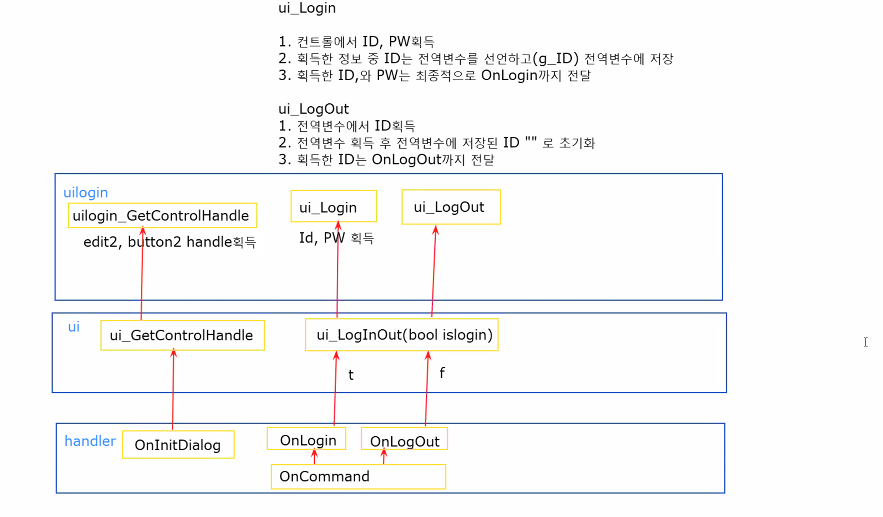 ui_Login
1. 컨트롤에서 ID, PW획득
2. 획득한 정보 중 ID는 전역변수를 선언하고(g_ID) 전역변수에 저장
3. 획득한 ID,와 PW는 최종적으로 OnLogin까지 전달
ui_LogOut
1. 전역변수에서 ID획득
2. 전역변수 획득 후 전역변수에 저장된 ID "" 로 초기화
3. 획득한 ID는 OnLogOut까지 전달
uilogin
uilogin_GetControlHandle
ui_Login
ui_LogOut
edit2, button2 handle획득
Id, PW 획득
ui
ui_GetControlHandle
ui_LogInOut(bool islogin)
t
f
handler
OnInitDialog
OnLogin
OnLogOut
OnCommand